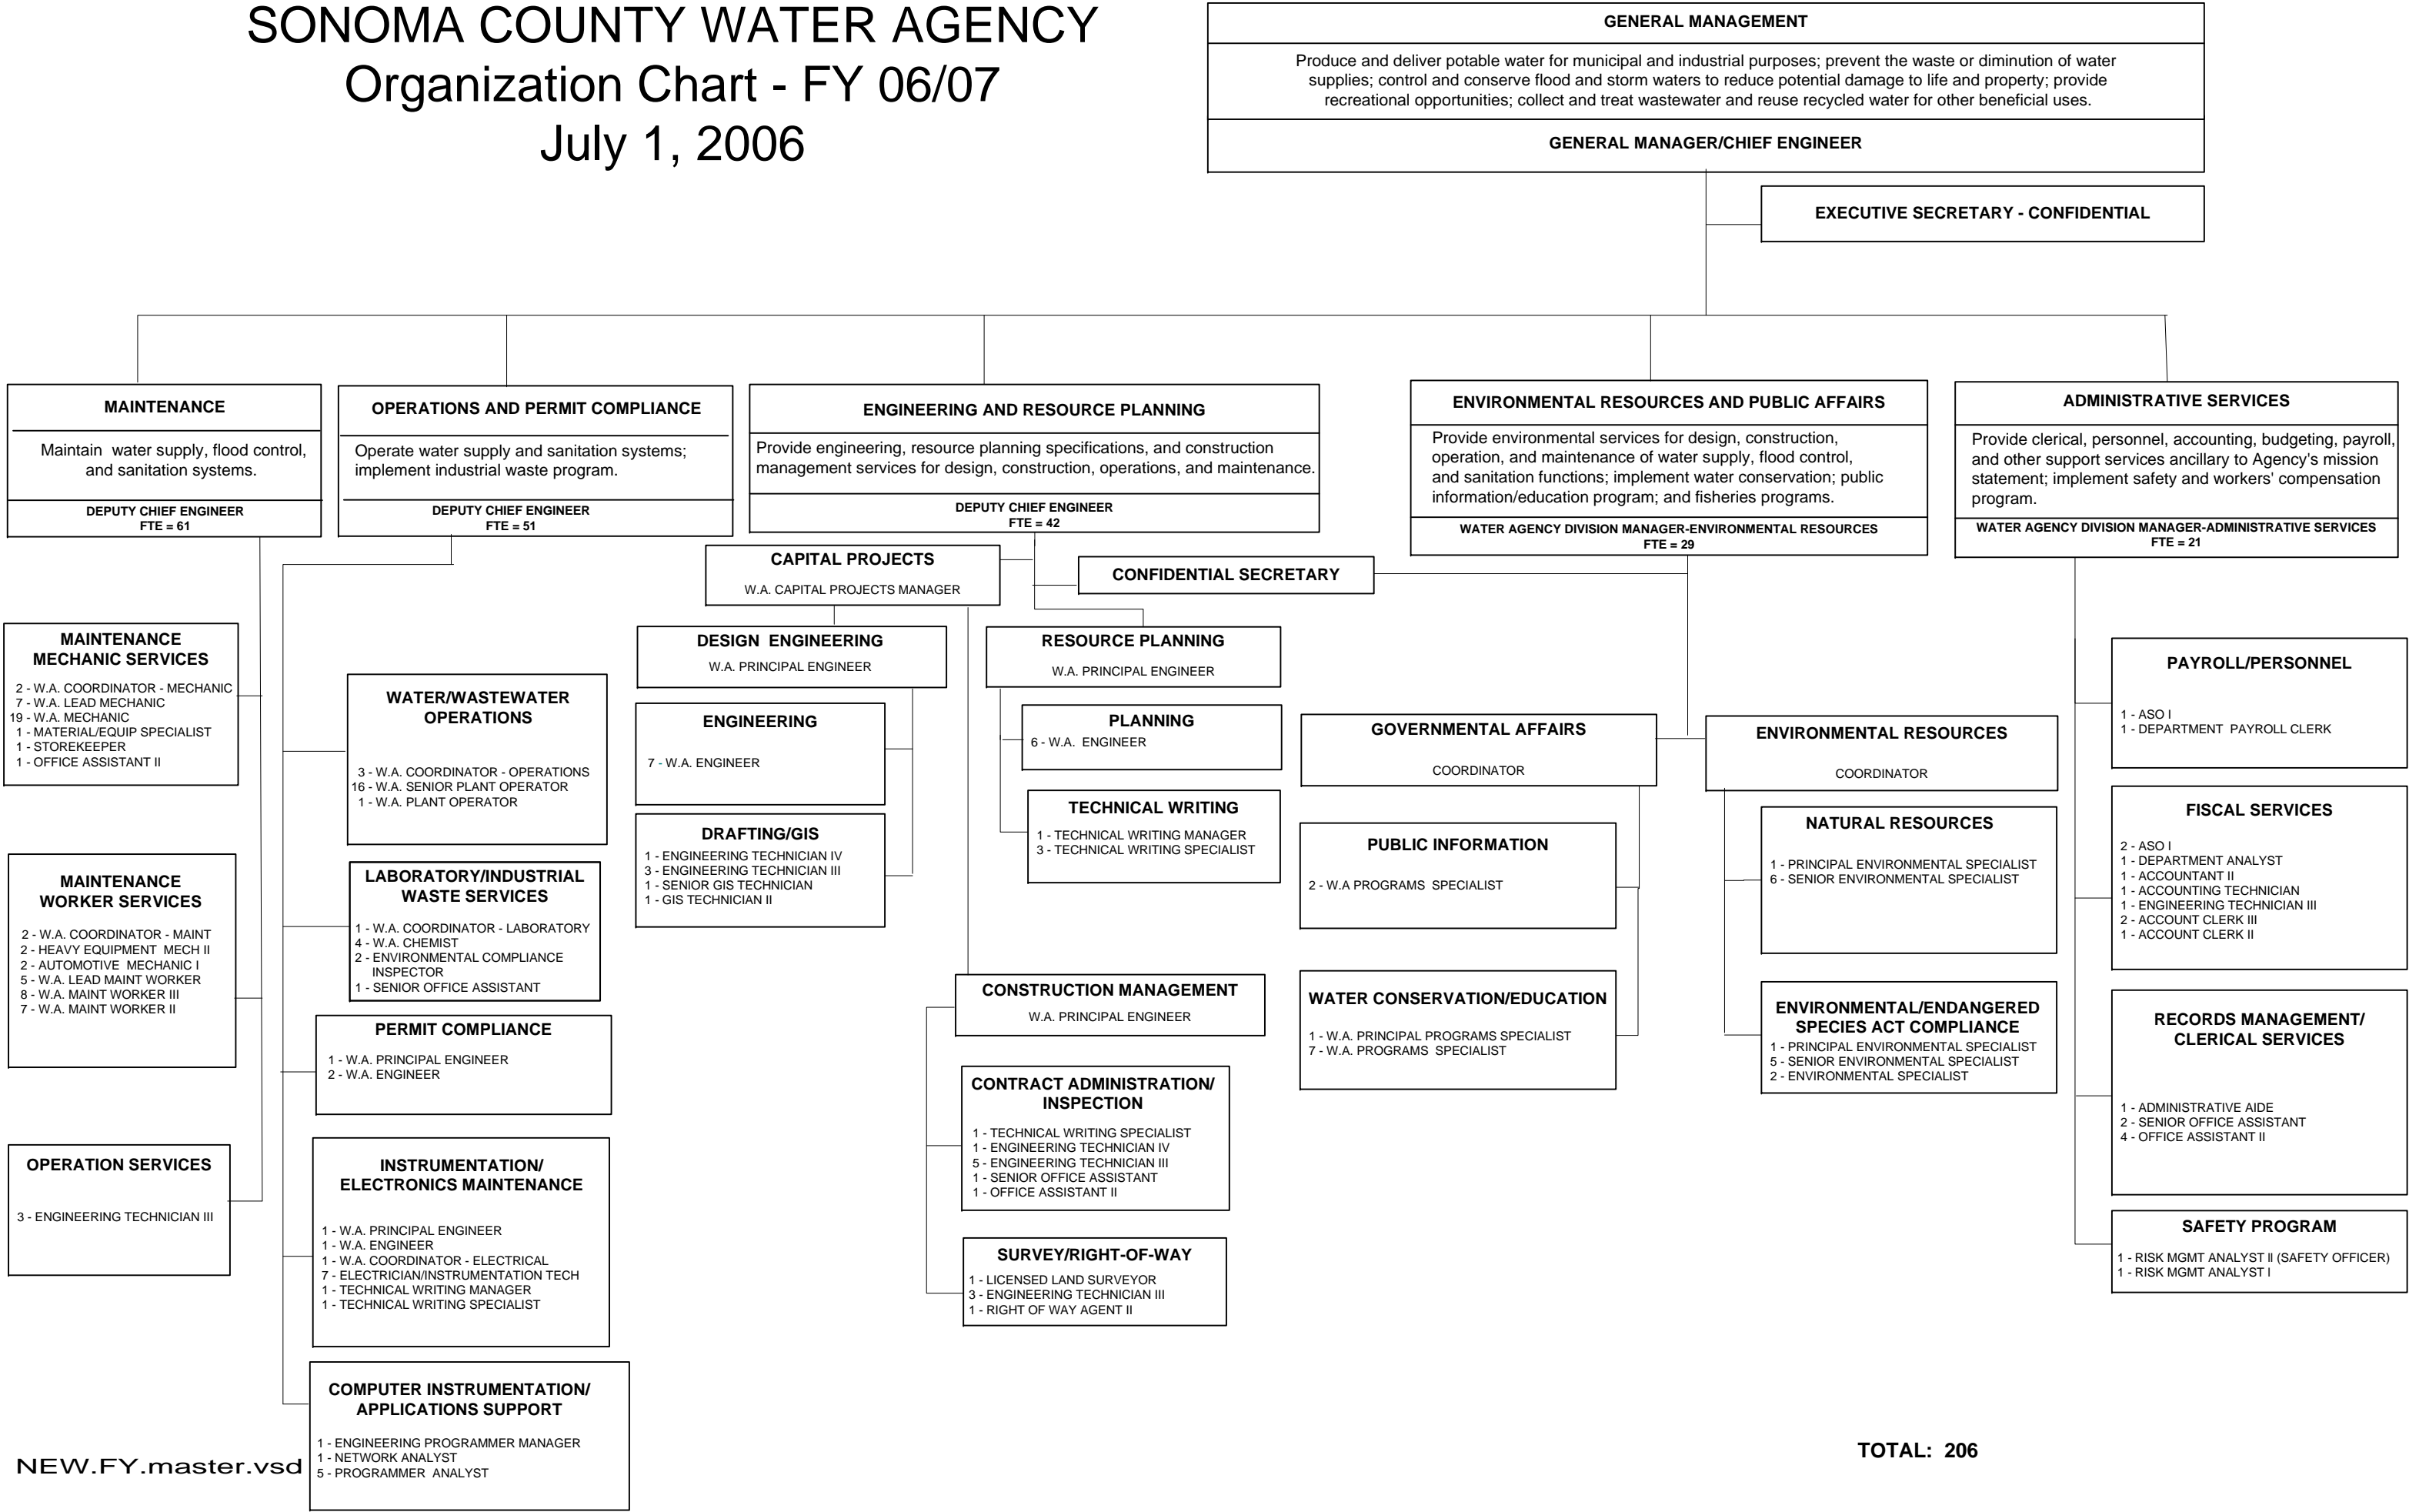 SONOMA COUNTY WATER AGENCY
Organization Chart - FY 06/07
July 1, 2006
GENERAL MANAGEMENT
Produce and deliver potable water for municipal and industrial purposes; prevent the waste or diminution of water
supplies; control and conserve flood and storm waters to reduce potential damage to life and property; provide
recreational opportunities; collect and treat wastewater and reuse recycled water for other beneficial uses.
GENERAL MANAGER/CHIEF ENGINEER
EXECUTIVE SECRETARY - CONFIDENTIAL
MAINTENANCE
Maintain water supply, flood control,
and sanitation systems.
DEPUTY CHIEF ENGINEER
FTE = 61
OPERATIONS AND PERMIT COMPLIANCE
Operate water supply and sanitation systems;
implement industrial waste program.
DEPUTY CHIEF ENGINEER
FTE = 51
ENGINEERING AND RESOURCE PLANNING
Provide engineering, resource planning specifications, and construction
management services for design, construction, operations, and maintenance.
DEPUTY CHIEF ENGINEER
FTE = 42
ENVIRONMENTAL RESOURCES AND PUBLIC AFFAIRS
Provide environmental services for design, construction,
operation, and maintenance of water supply, flood control,
and sanitation functions; implement water conservation; public
information/education program; and fisheries programs.
WATER AGENCY DIVISION MANAGER-ENVIRONMENTAL RESOURCES
FTE = 29
ADMINISTRATIVE SERVICES
Provide clerical, personnel, accounting, budgeting, payroll,
and other support services ancillary to Agency's mission
statement; implement safety and workers' compensation
program.
WATER AGENCY DIVISION MANAGER-ADMINISTRATIVE SERVICES
FTE = 21
MAINTENANCE
MECHANIC SERVICES
2 - W.A. COORDINATOR - MECHANIC
7 - W.A. LEAD MECHANIC
19 - W.A. MECHANIC
1 - MATERIAL/EQUIP SPECIALIST
1 - STOREKEEPER
1 - OFFICE ASSISTANT II
MAINTENANCE
WORKER SERVICES
2 - W.A. COORDINATOR - MAINT
2 - HEAVY EQUIPMENT MECH II
2 - AUTOMOTIVE MECHANIC I
5 - W.A. LEAD MAINT WORKER
8 - W.A. MAINT WORKER III
7 - W.A. MAINT WORKER II
OPERATION SERVICES
3 - ENGINEERING TECHNICIAN III
WATER/WASTEWATER
OPERATIONS
3 - W.A. COORDINATOR - OPERATIONS
16 - W.A. SENIOR PLANT OPERATOR
1 - W.A. PLANT OPERATOR
LABORATORY/INDUSTRIAL
WASTE SERVICES
1 - W.A. COORDINATOR - LABORATORY
4 - W.A. CHEMIST
2 - ENVIRONMENTAL COMPLIANCE
INSPECTOR
1 - SENIOR OFFICE ASSISTANT
PERMIT COMPLIANCE
1 - W.A. PRINCIPAL ENGINEER
2 - W.A. ENGINEER
INSTRUMENTATION/
ELECTRONICS MAINTENANCE
1 - W.A. PRINCIPAL ENGINEER
1 - W.A. ENGINEER
1 - W.A. COORDINATOR - ELECTRICAL
7 - ELECTRICIAN/INSTRUMENTATION TECH
1 - TECHNICAL WRITING MANAGER
1 - TECHNICAL WRITING SPECIALIST
COMPUTER INSTRUMENTATION/
APPLICATIONS SUPPORT
1 - ENGINEERING PROGRAMMER MANAGER
1 - NETWORK ANALYST
5 - PROGRAMMER ANALYST
CAPITAL PROJECTS
W.A. CAPITAL PROJECTS MANAGER
CONFIDENTIAL SECRETARY
DESIGN ENGINEERING
W.A. PRINCIPAL ENGINEER
ENGINEERING
7 - W.A. ENGINEER
DRAFTING/GIS
1 - ENGINEERING TECHNICIAN IV
3 - ENGINEERING TECHNICIAN III
1 - SENIOR GIS TECHNICIAN
1 - GIS TECHNICIAN II
RESOURCE PLANNING
W.A. PRINCIPAL ENGINEER
PLANNING
6 - W.A. ENGINEER
TECHNICAL WRITING
1 - TECHNICAL WRITING MANAGER
3 - TECHNICAL WRITING SPECIALIST
CONSTRUCTION MANAGEMENT
W.A. PRINCIPAL ENGINEER
CONTRACT ADMINISTRATION/
INSPECTION
1 - TECHNICAL WRITING SPECIALIST
1 - ENGINEERING TECHNICIAN IV
5 - ENGINEERING TECHNICIAN III
1 - SENIOR OFFICE ASSISTANT
1 - OFFICE ASSISTANT II
SURVEY/RIGHT-OF-WAY
1 - LICENSED LAND SURVEYOR
3 - ENGINEERING TECHNICIAN III
1 - RIGHT OF WAY AGENT II
GOVERNMENTAL AFFAIRS
COORDINATOR
PUBLIC INFORMATION
2 - W.A PROGRAMS SPECIALIST
WATER CONSERVATION/EDUCATION
1 - W.A. PRINCIPAL PROGRAMS SPECIALIST
7 - W.A. PROGRAMS SPECIALIST
ENVIRONMENTAL RESOURCES
COORDINATOR
NATURAL RESOURCES
1 - PRINCIPAL ENVIRONMENTAL SPECIALIST
6 - SENIOR ENVIRONMENTAL SPECIALIST
ENVIRONMENTAL/ENDANGERED
SPECIES ACT COMPLIANCE
1 - PRINCIPAL ENVIRONMENTAL SPECIALIST
5 - SENIOR ENVIRONMENTAL SPECIALIST
2 - ENVIRONMENTAL SPECIALIST
PAYROLL/PERSONNEL
1 - ASO I
1 - DEPARTMENT PAYROLL CLERK
FISCAL SERVICES
2 - ASO I
1 - DEPARTMENT ANALYST
1 - ACCOUNTANT II
1 - ACCOUNTING TECHNICIAN
1 - ENGINEERING TECHNICIAN III
2 - ACCOUNT CLERK III
1 - ACCOUNT CLERK II
RECORDS MANAGEMENT/
CLERICAL SERVICES
1 - ADMINISTRATIVE AIDE
2 - SENIOR OFFICE ASSISTANT
4 - OFFICE ASSISTANT II
SAFETY PROGRAM
1 - RISK MGMT ANALYST II (SAFETY OFFICER)
1 - RISK MGMT ANALYST I
TOTAL: 206
NEW.FY.master.vsd